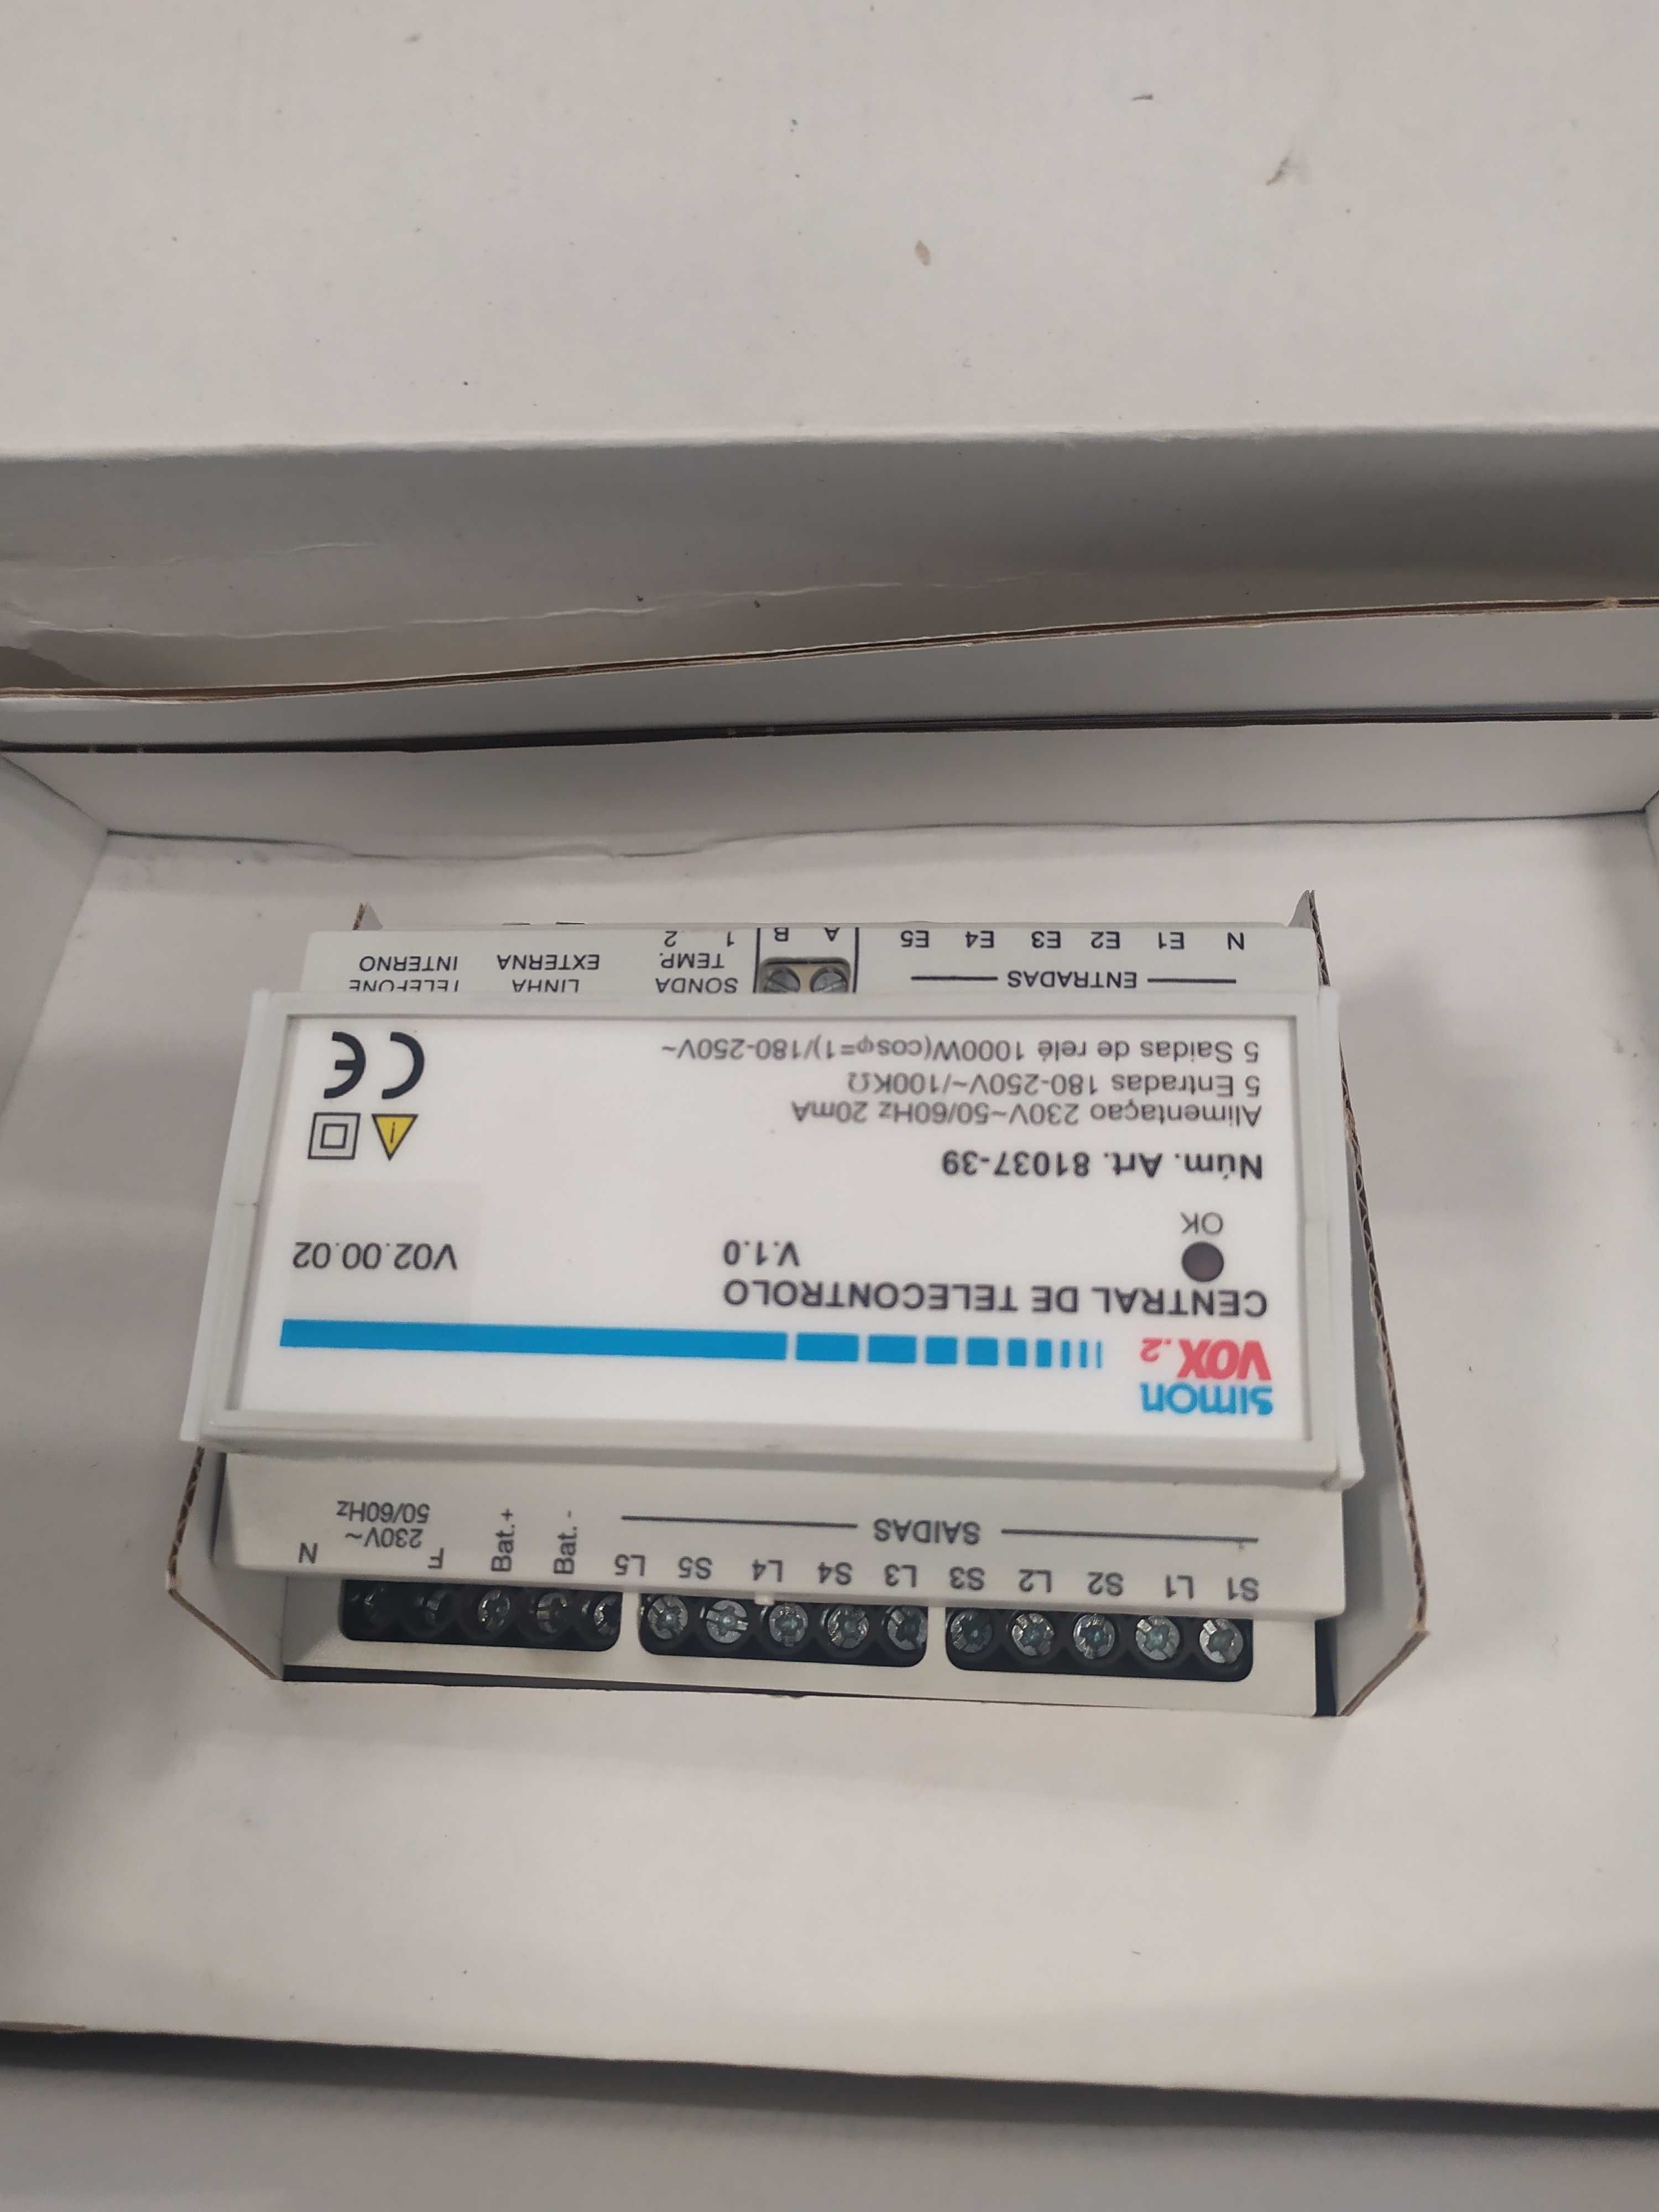 S1 L1 S2 L2 S3 L3 S4 L4 S5 L5 Bat. - Bat.+ F N
SAIDAS
230V~
50/60Hz
simon
VOX.2
CENTRAL DE TELECONTROLO
V.1.0
V02.00.02
OK
Núm. Art. 81037-39
Alimentaçao 230V~50/60Hz 20mA
5 Entradas 180-250V~/100KΩ
5 Saidas de relé 1000W(cosφ=1)/180-250V~
CE
ENTRADAS
N E1 E2 E3 E4 E5
A B
SONDA
TEMP.
1 2
LINHA
EXTERNA
TELEFONE
INTERNO